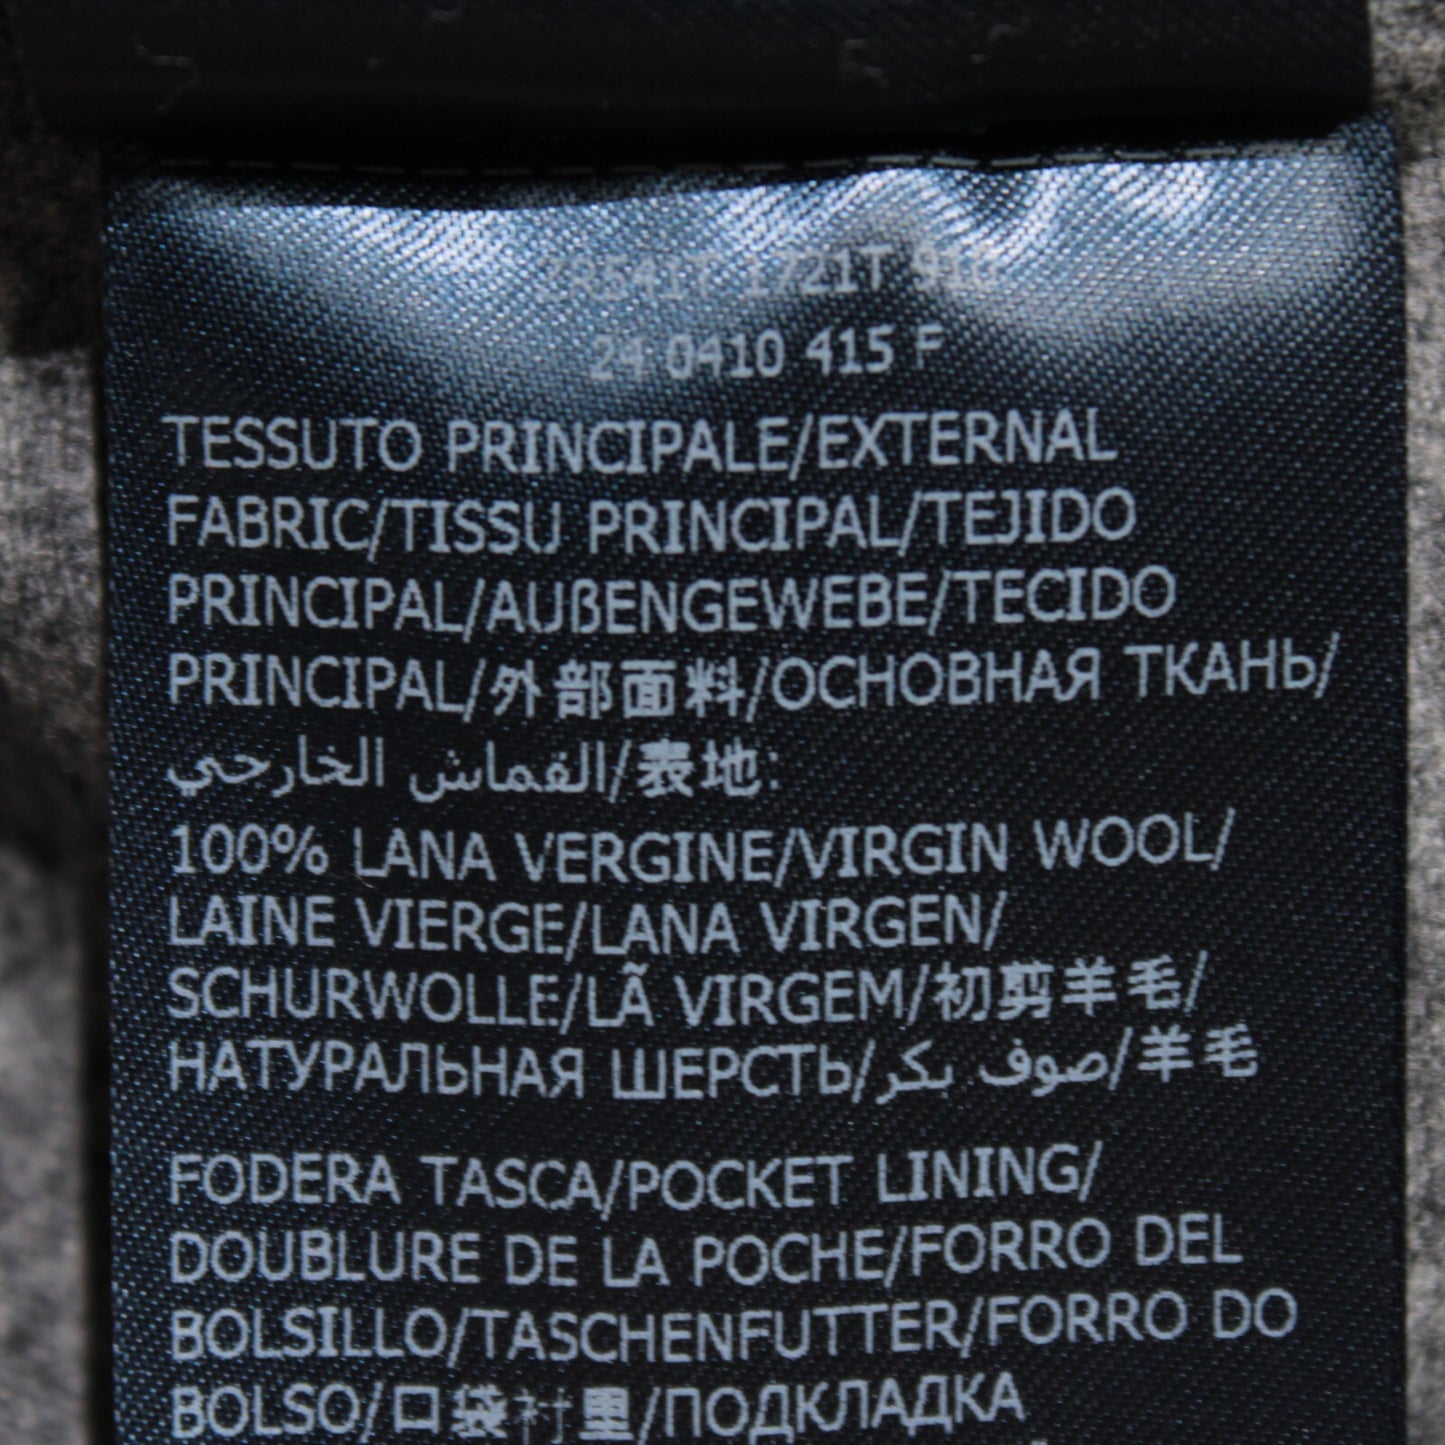 1721T 910
24 0410 415 F
TESSUTO PRINCIPALE/EXTERNAL
FABRIC/TISSU PRINCIPAL/TEJIDO
PRINCIPAL/AUßENGEWEBE/TECIDO
PRINCIPAL/外部面料/ОСНОВНАЯ ТКАНЬ/
القماش الخارجي/表地:
100% LANA VERGINE/VIRGIN WOOL/
LAINE VIERGE/LANA VIRGEN/
SCHURWOLLE/LÃ VIRGEM/初剪羊毛/
НАТУРАЛЬНАЯ ШЕРСТЬ/صوف بكر/羊毛
FODERA TASCA/POCKET LINING/
DOUBLURE DE LA POCHE/FORRO DEL
BOLSILLO/TASCHENFUTTER/FORRO DO
BOLSO/口袋衬里/ПОДКЛАДКА